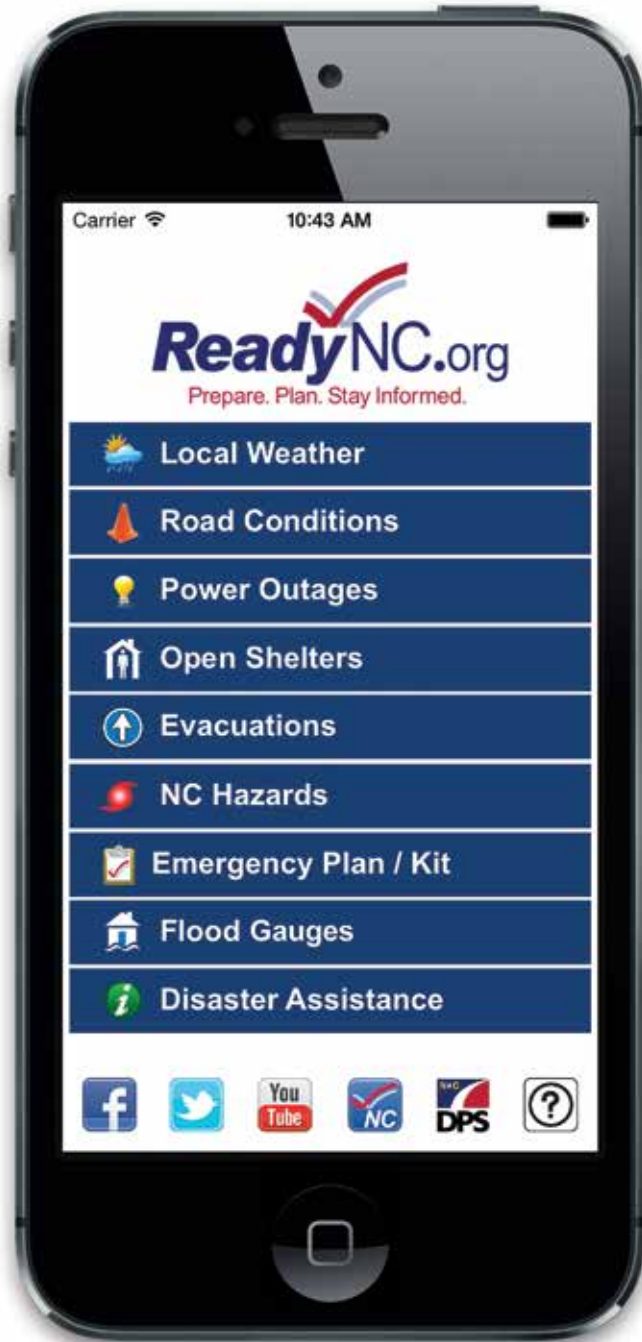 Carrier 10:43 AM
ReadyNC.org
Prepare. Plan. Stay Informed.
Local Weather
Road Conditions
Power Outages
Open Shelters
Evacuations
NC Hazards
Emergency Plan / Kit
Flood Gauges
Disaster Assistance
f You NC N*C ?
Tube DPS